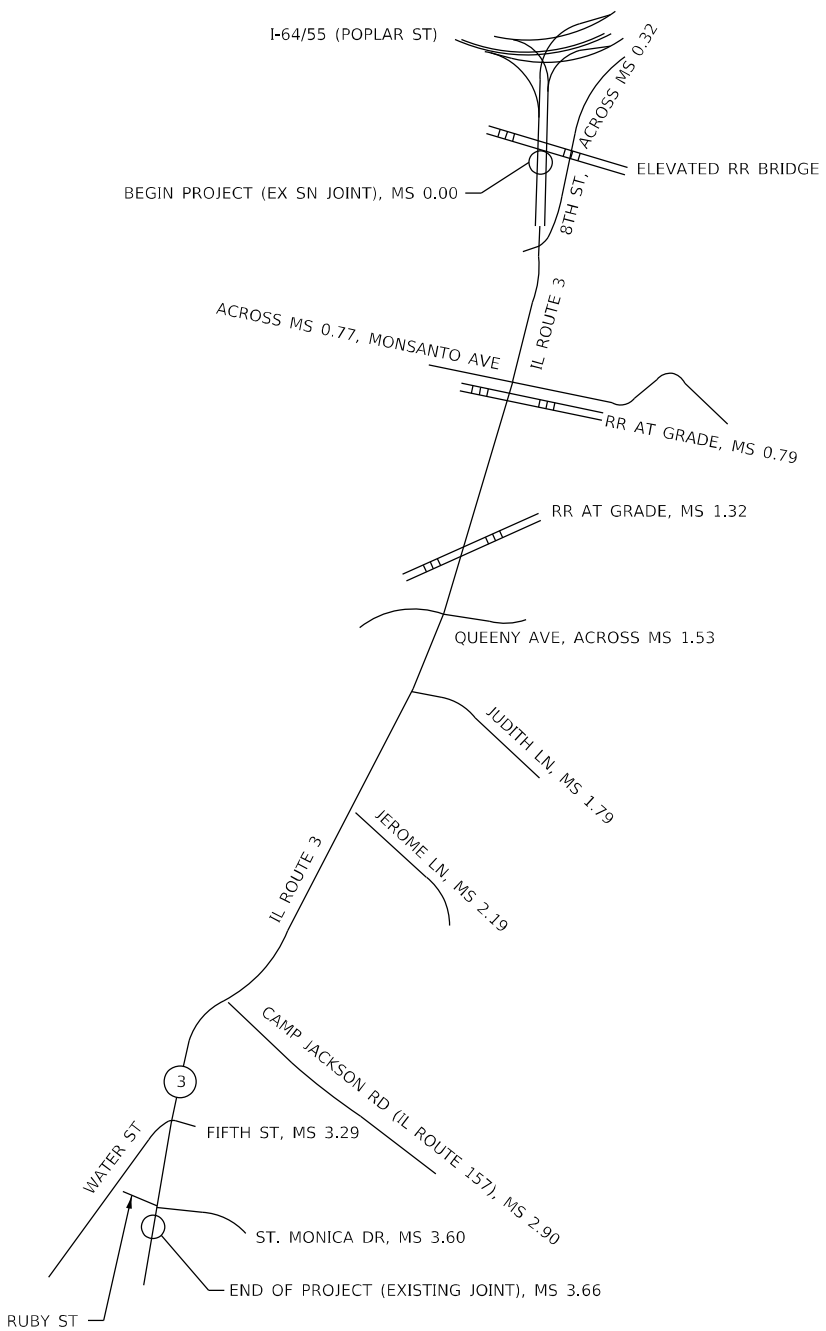 I-64/55 (POPLAR ST)
8TH ST, ACROSS MS 0.32
ELEVATED RR BRIDGE
BEGIN PROJECT (EX SN JOINT), MS 0.00
IL ROUTE 3
ACROSS MS 0.77, MONSANTO AVE
RR AT GRADE, MS 0.79
RR AT GRADE, MS 1.32
QUEENY AVE, ACROSS MS 1.53
JUDITH LN, MS 1.79
JEROME LN, MS 2.19
IL ROUTE 3
CAMP JACKSON RD (IL ROUTE 157), MS 2.90
3
FIFTH ST, MS 3.29
WATER ST
ST. MONICA DR, MS 3.60
END OF PROJECT (EXISTING JOINT), MS 3.66
RUBY ST